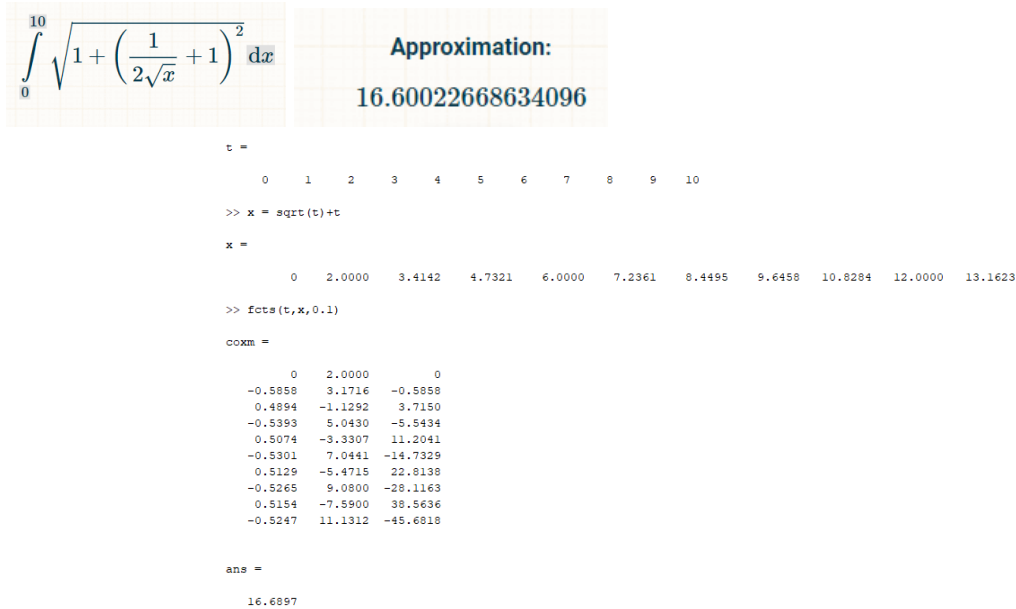 10
∫ √1 + (1/2√x + 1)² dx
0
Approximation:
16.60022668634096
t =
0 1 2 3 4 5 6 7 8 9 10
>> x = sqrt(t)+t
x =
0 2.0000 3.4142 4.7321 6.0000 7.2361 8.4495 9.6458 10.8284 12.0000 13.1623
>> fcts(t,x,0.1)
coxm =
0 2.0000 0
-0.5858 3.1716 -0.5858
0.4894 -1.1292 3.7150
-0.5393 5.0430 -5.5434
0.5074 -3.3307 11.2041
-0.5301 7.0441 -14.7329
0.5129 -5.4715 22.8138
-0.5265 9.0800 -28.1163
0.5154 -7.5900 38.5636
-0.5247 11.1312 -45.6818
ans =
16.6897